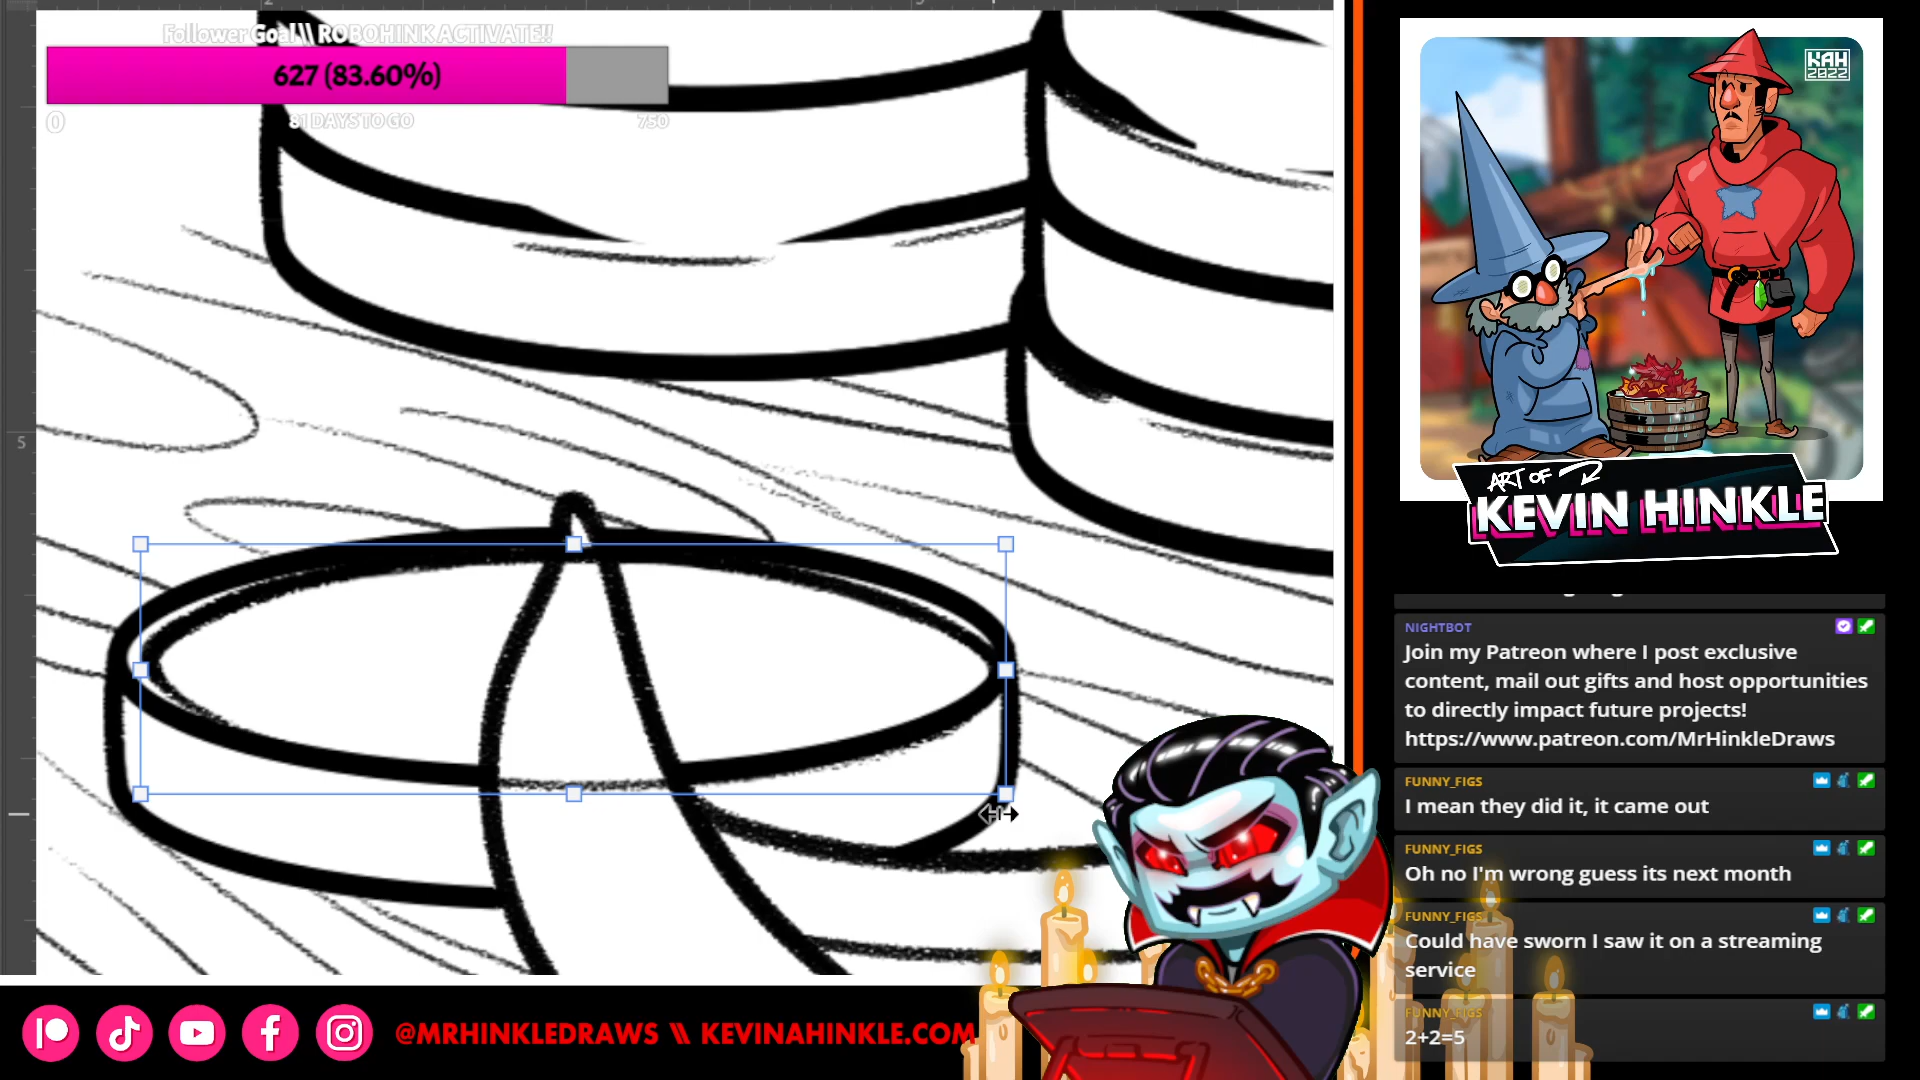 Follower Goal \\ ROBOHINK ACTIVATE!!
627 (83.60%)
0
81 DAYS TO GO
750
5
KAH
2022
ART OF
KEVIN HINKLE
NIGHTBOT
Join my Patreon where I post exclusive
content, mail out gifts and host opportunities
to directly impact future projects!
https://www.patreon.com/MrHinkleDraws
FUNNY_FIGS
I mean they did it, it came out
FUNNY_FIGS
Oh no I'm wrong guess its next month
FUNNY_FIGS
Could have sworn I saw it on a streaming
service
FUNNY_FIGS
2+2=5
@MRHINKLEDRAWS \\ KEVINAHINKLE.COM